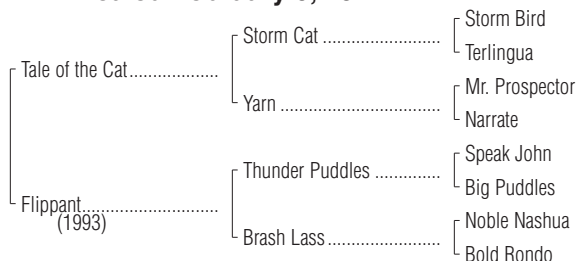 Tale of the Cat..................
Flippant...........................
(1993)
Storm Cat ........................
Yarn ................................
Thunder Puddles ................
Brash Lass.......................
Storm Bird
Terlingua
Mr. Prospector
Narrate
Speak John
Big Puddles
Noble Nashua
Bold Rondo